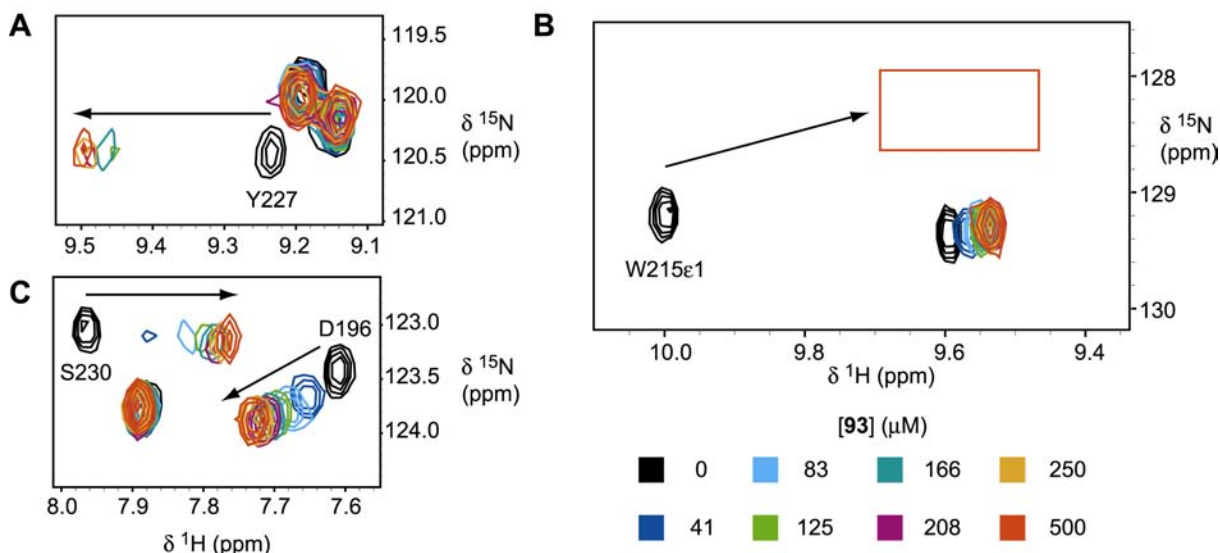 A
119.5
120.0
120.5
121.0
δ ¹⁵N
(ppm)
Y227
9.5 9.4 9.3 9.2 9.1
B
128
129
130
δ ¹⁵N
(ppm)
W215ε1
10.0 9.8 9.6 9.4
δ ¹H (ppm)
C
D196
S230
123.0
123.5
124.0
δ ¹⁵N
(ppm)
8.0 7.9 7.8 7.7 7.6
δ ¹H (ppm)
[93] (μM)
0 83 166 250
41 125 208 500